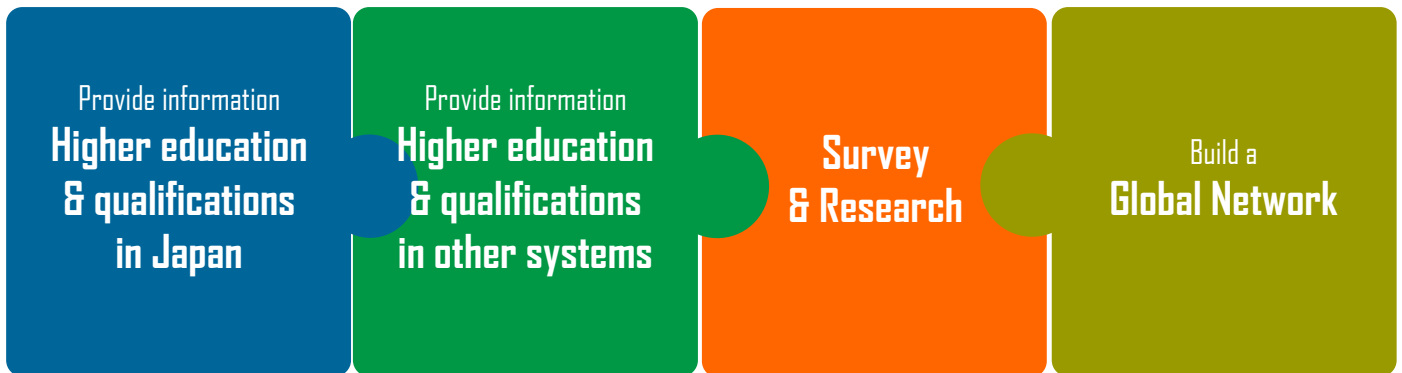 Provide information
Higher education
& qualifications
in Japan
Provide information
Higher education
& qualifications
in other systems
Survey
& Research
Build a
Global Network